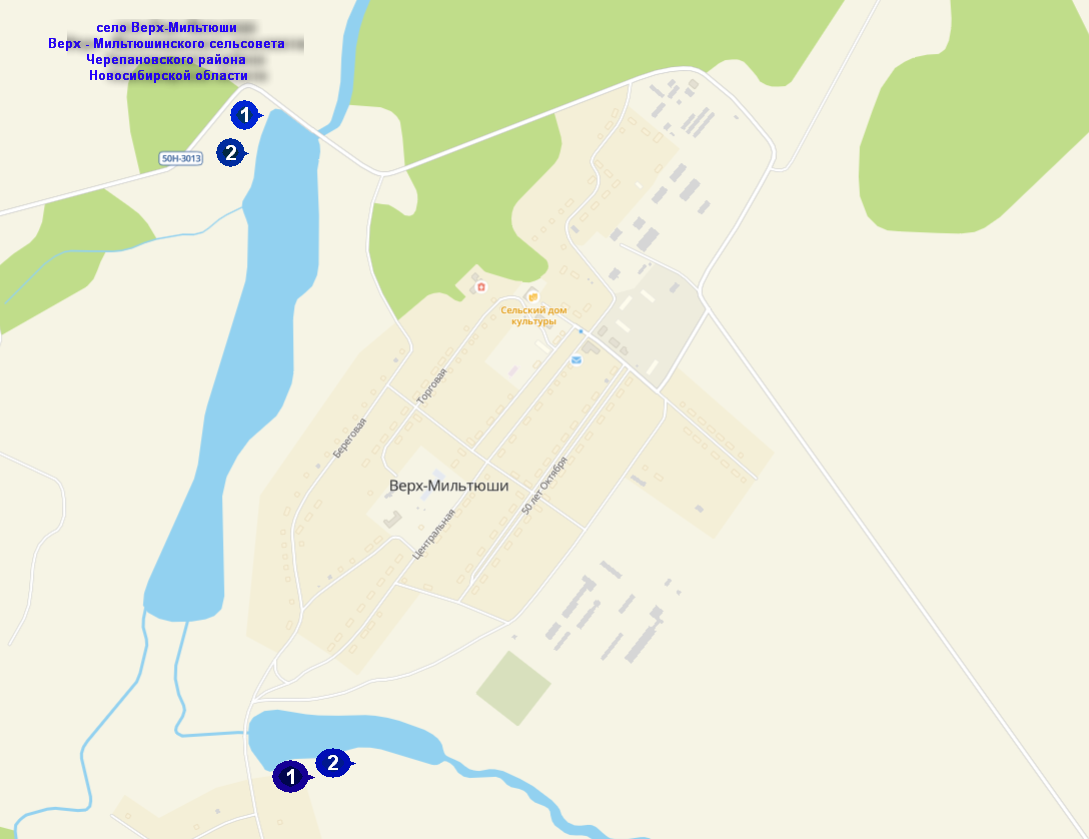 село Верх-Мильтюши
Верх - Мильтюшинского сельсовета
Черепановского района
Новосибирской области
1
2
50Н-3013
Сельский дом
культуры
Торговая
Береговая
Верх-Мильтюши
50 лет Октября
Центральная
1
2